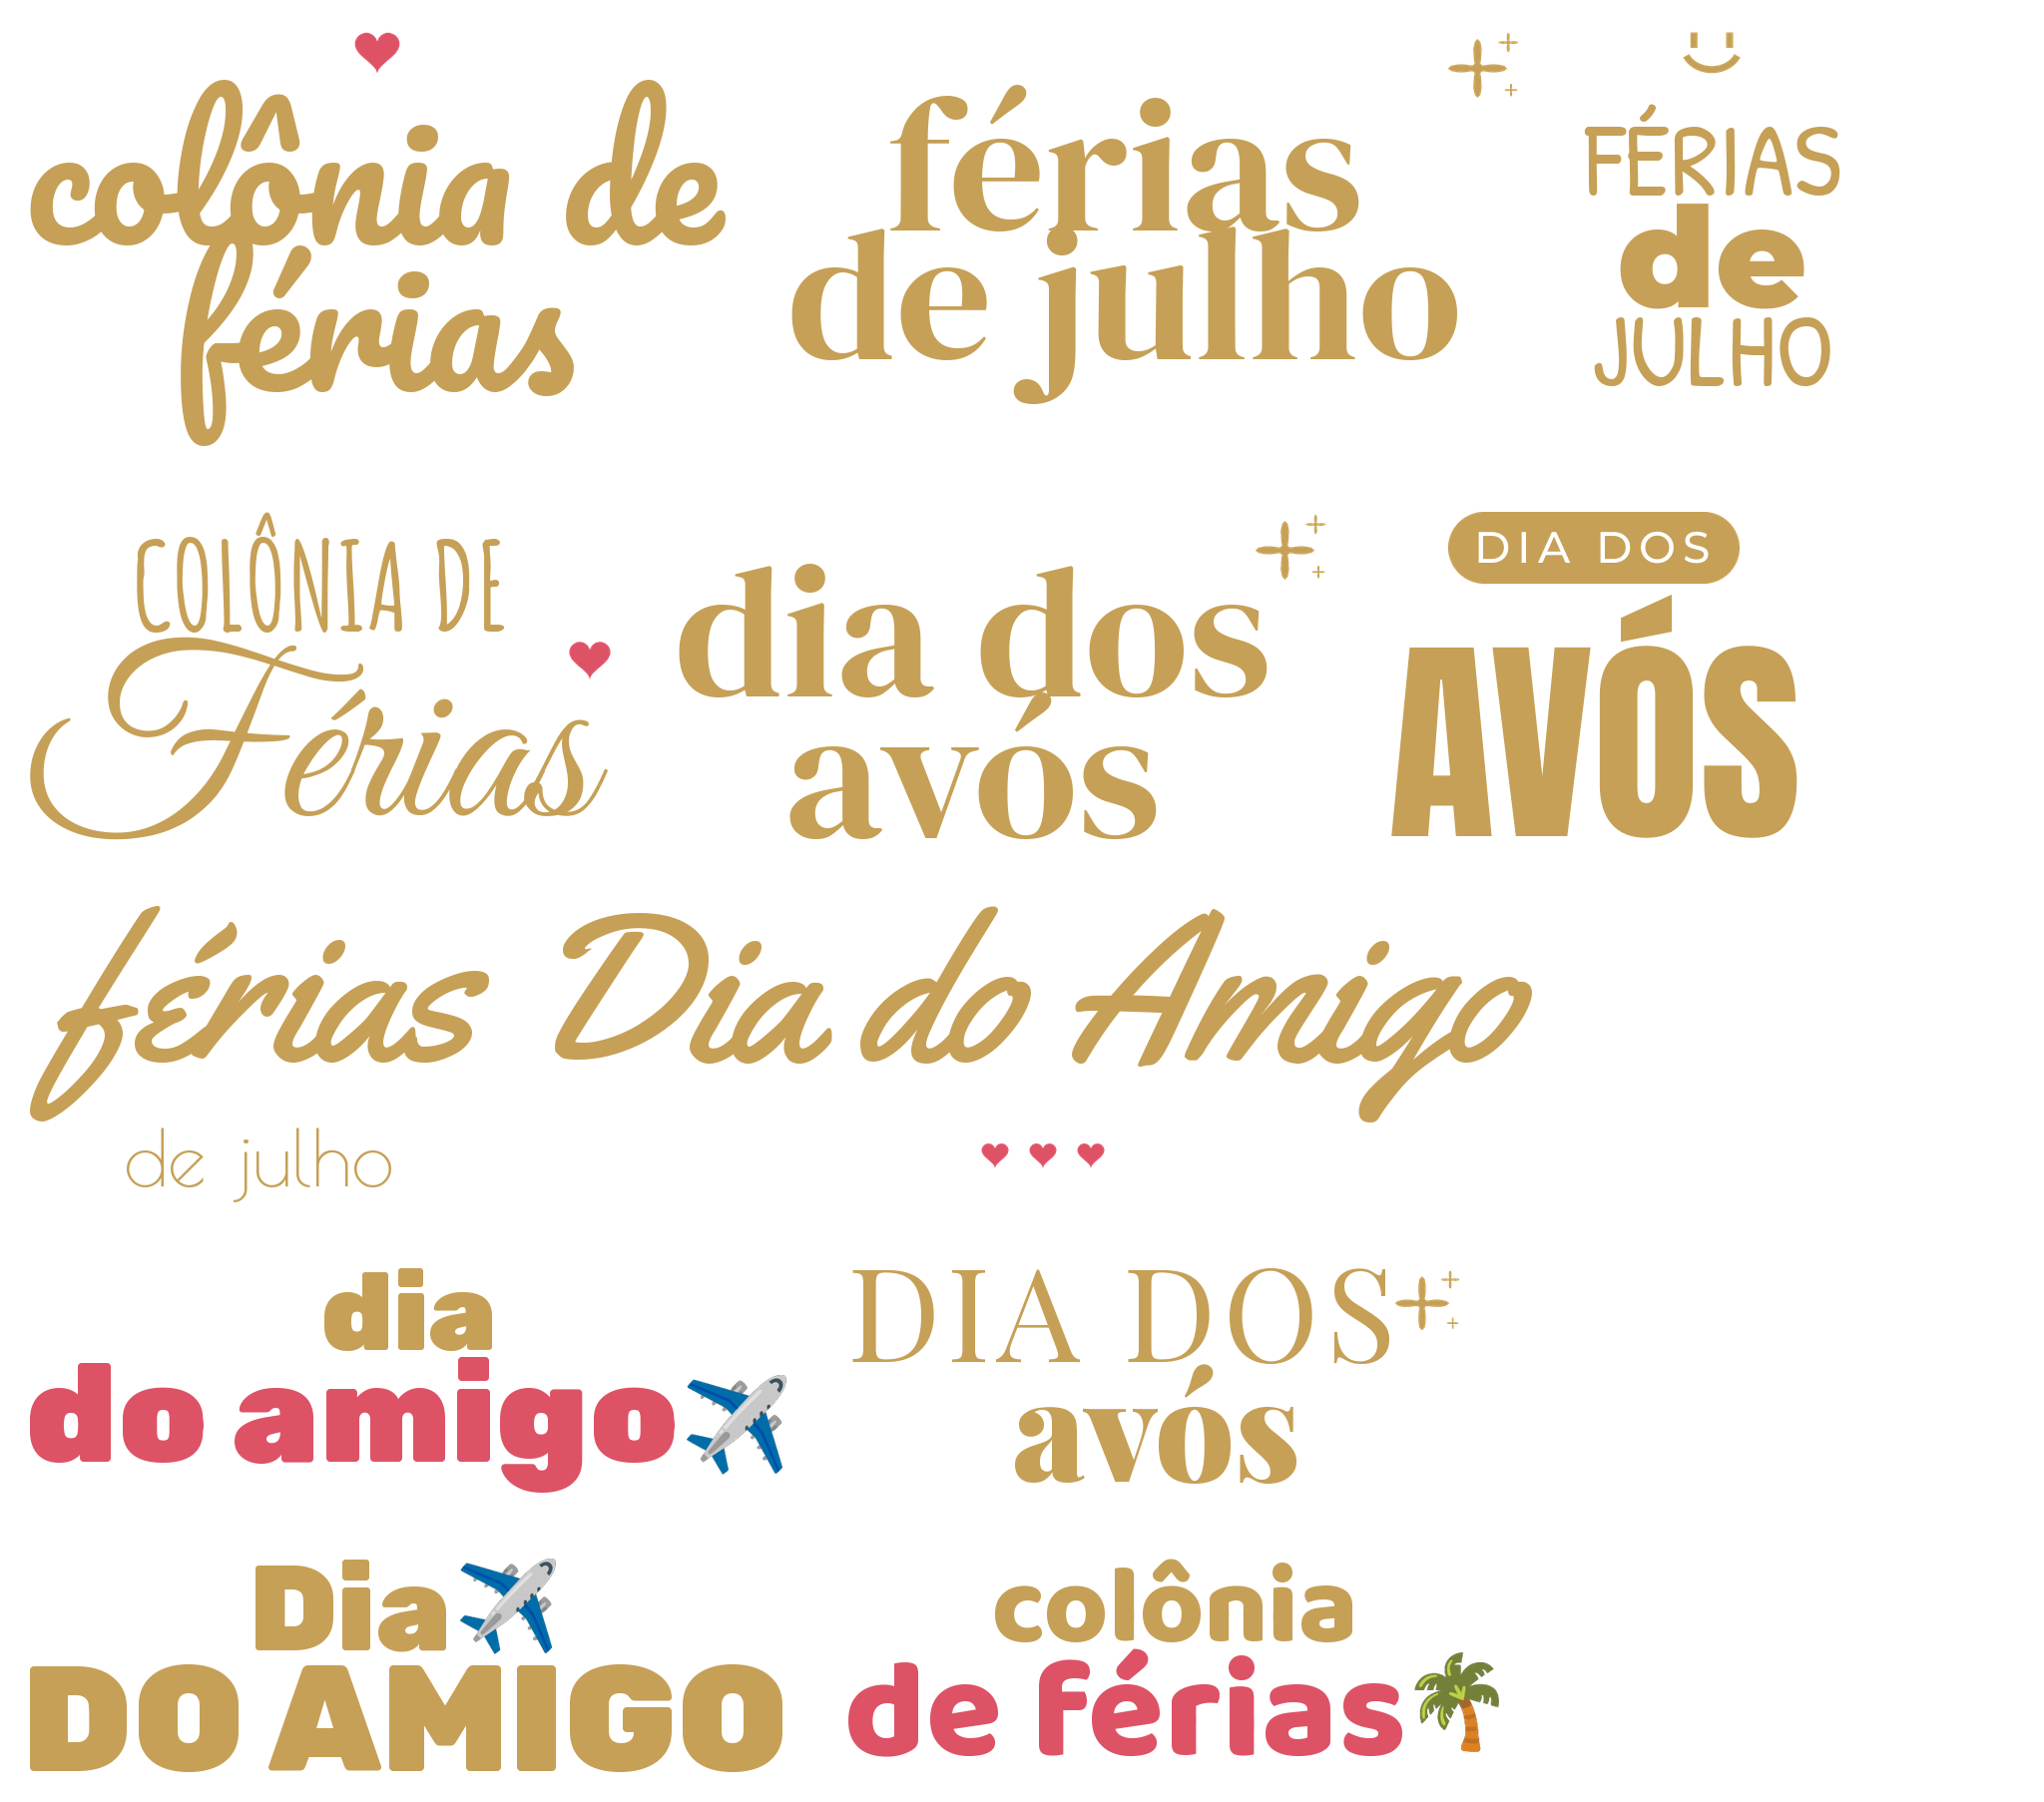 colônia de
férias
férias
de julho
FÉRIAS
de
JULHO
COLÔNIA DE
Férias
dia dos
avós
DIA DOS
AVÓS
férias
de julho
Dia do Amigo
dia
do amigo
DIA DOS
avós
Dia
DO AMIGO
colônia
de férias